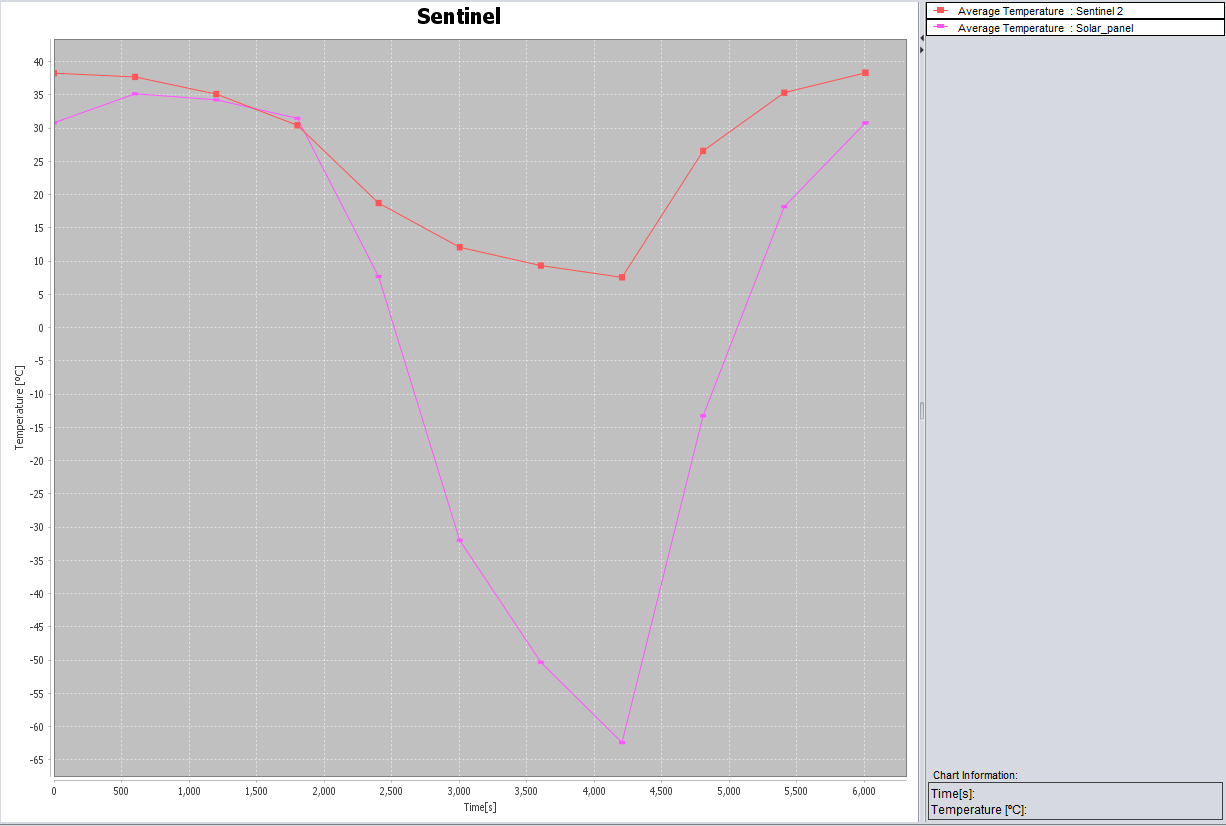 Sentinel
Average Temperature : Sentinel 2
Average Temperature : Solar_panel
40
35
30
25
20
15
10
5
0
-5
-10
-15
-20
-25
-30
-35
-40
-45
-50
-55
-60
-65
Temperature [ºC]
0 500 1,000 1,500 2,000 2,500 3,000 3,500 4,000 4,500 5,000 5,500 6,000
Time[s]
Chart Information:
Time[s]:
Temperature [ºC]: